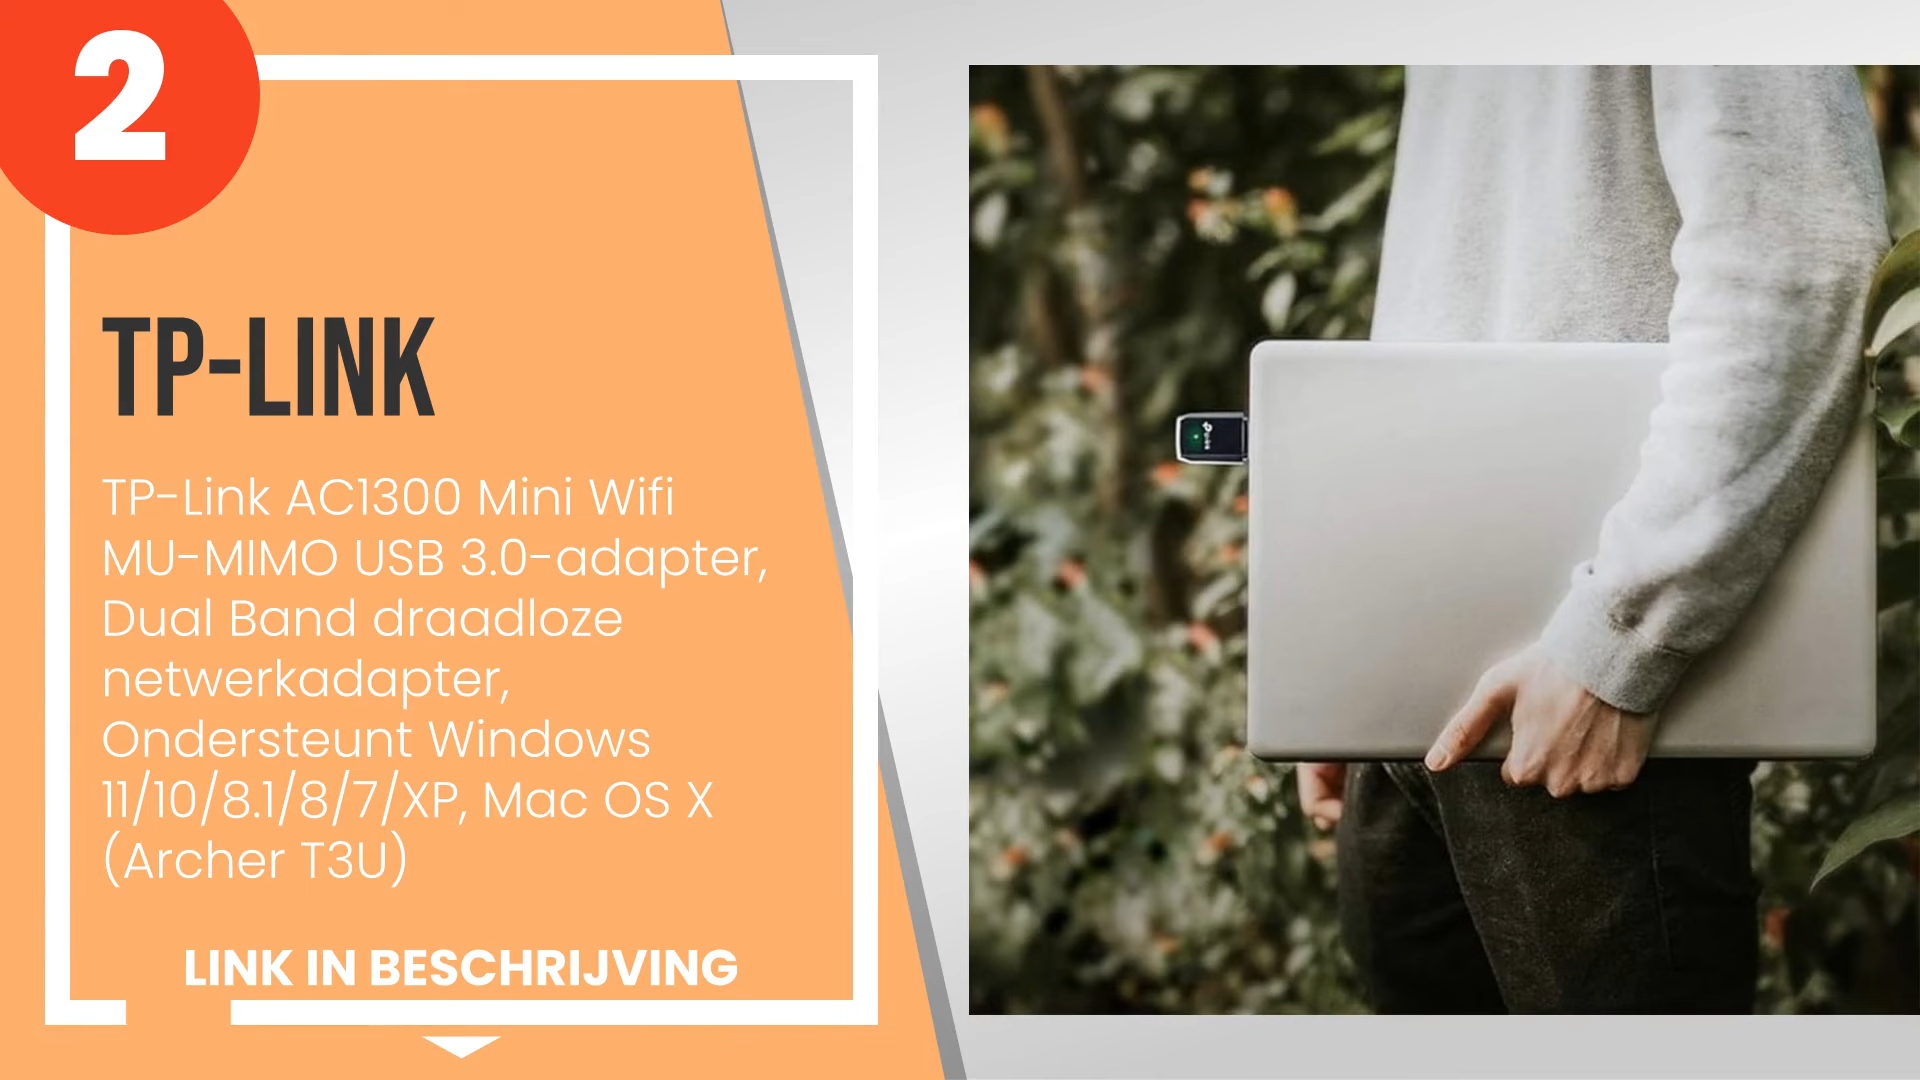 2
TP-LINK
TP-Link AC1300 Mini Wifi
MU-MIMO USB 3.0-adapter,
Dual Band draadloze
netwerkadapter,
Ondersteunt Windows
11/10/8.1/8/7/XP, Mac OS X
(Archer T3U)
LINK IN BESCHRIJVING